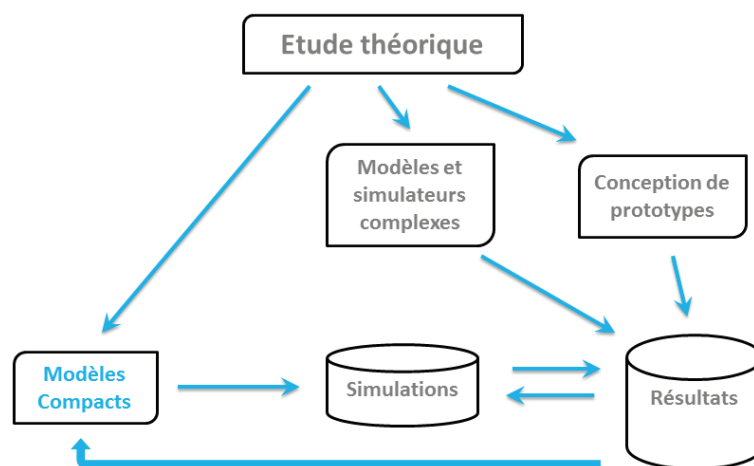 Etude théorique
Modèles et
simulateurs
complexes
Conception de
prototypes
Modèles
Compacts
Simulations
Résultats